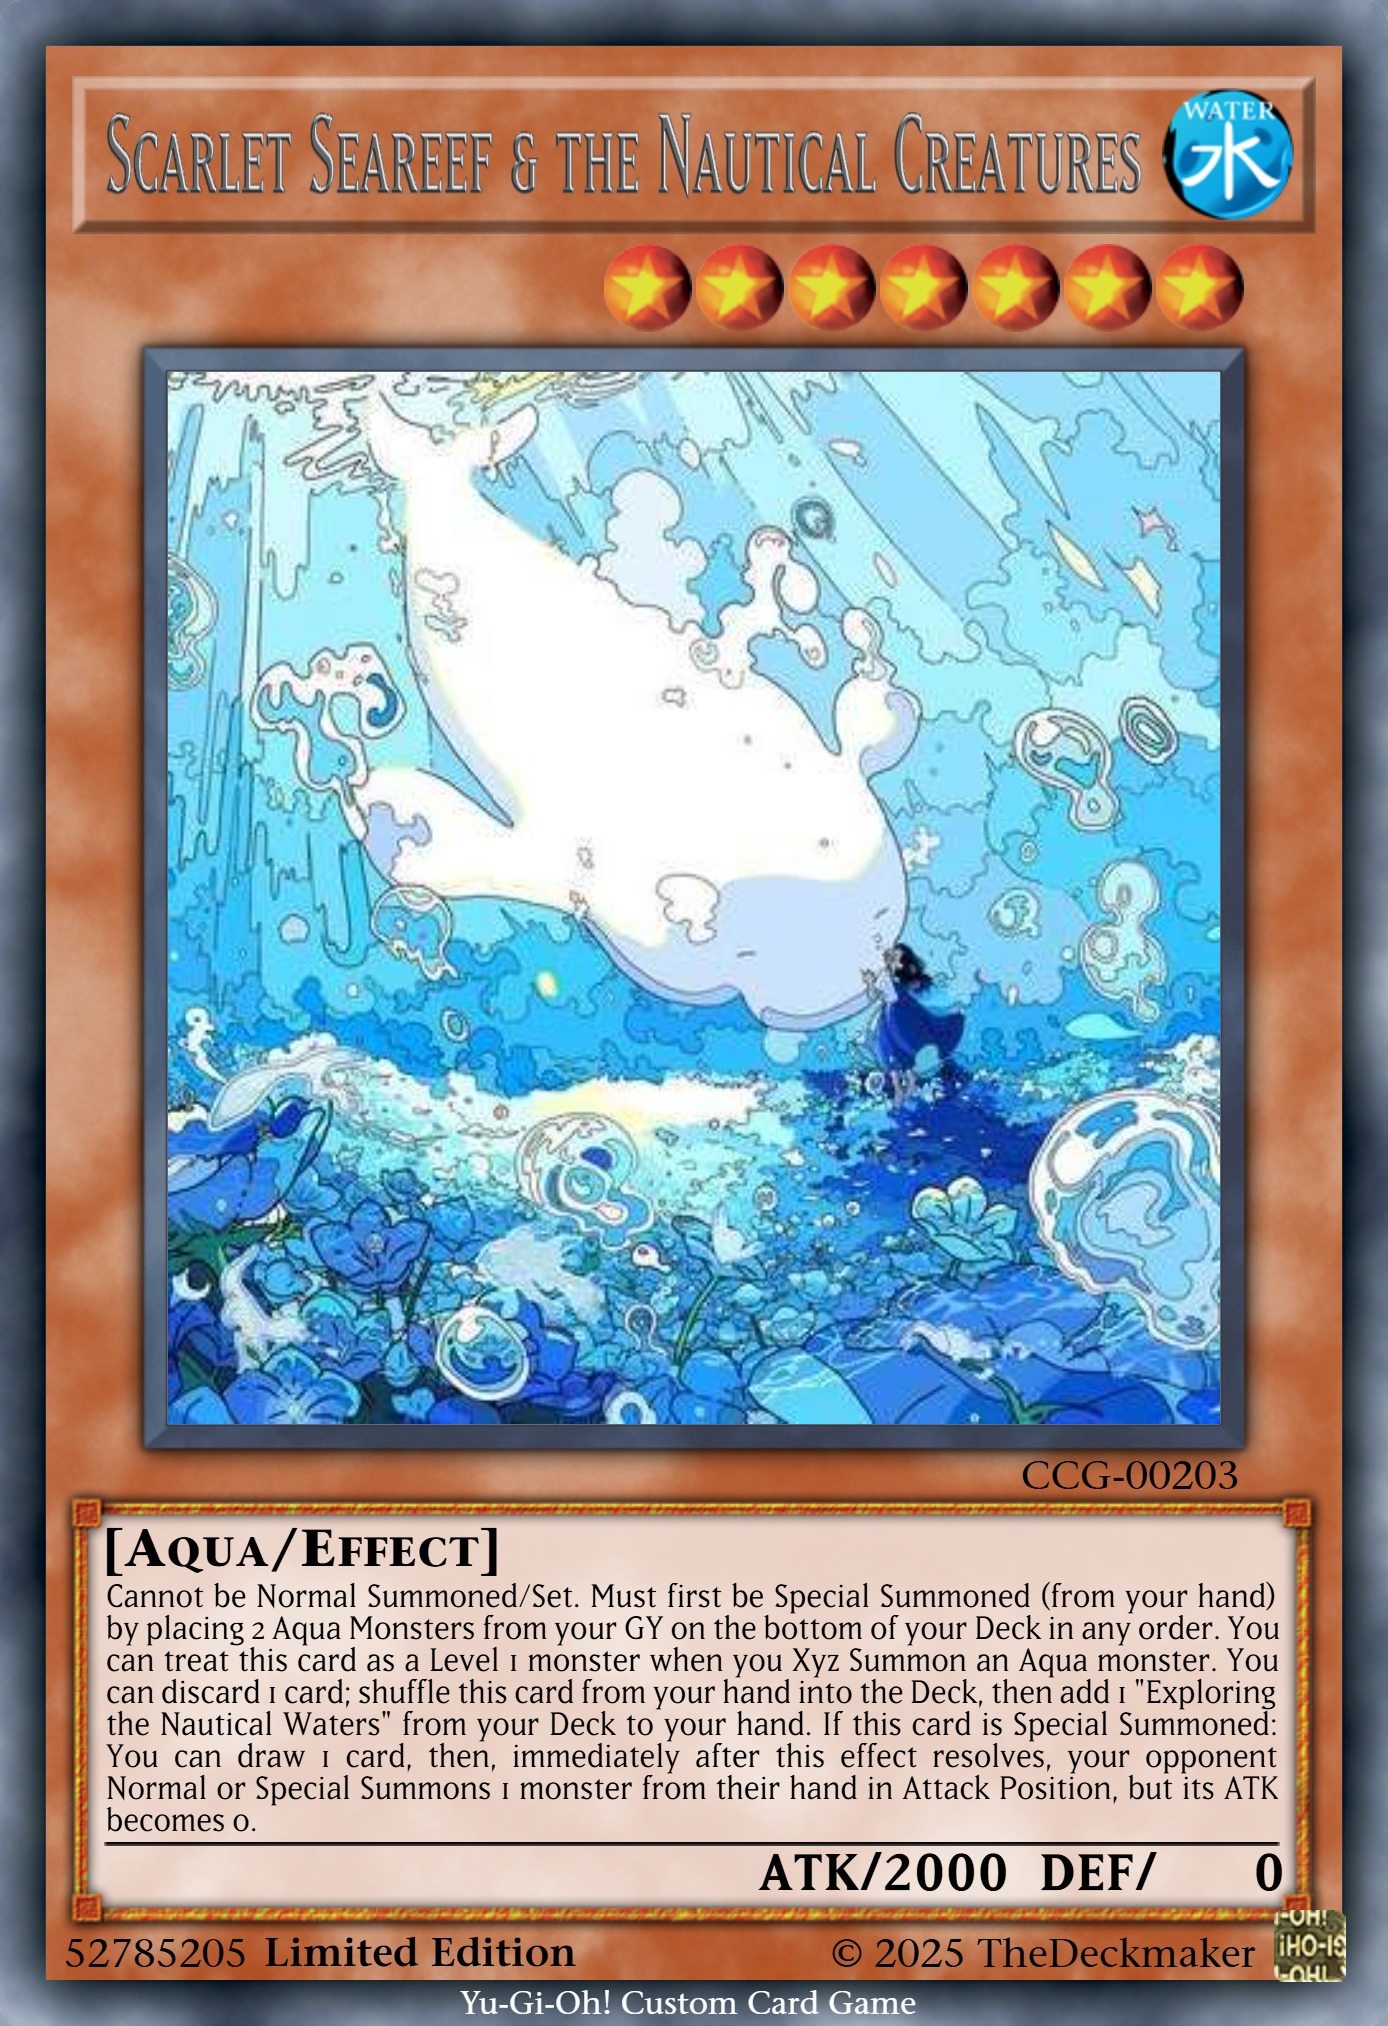 Scarlet Seareef & the Nautical Creatures
WATER
水
CCG-00203
[Aqua/Effect]
Cannot be Normal Summoned/Set. Must first be Special Summoned (from your hand)
by placing 2 Aqua Monsters from your GY on the bottom of your Deck in any order. You
can treat this card as a Level 1 monster when you Xyz Summon an Aqua monster. You
can discard 1 card; shuffle this card from your hand into the Deck, then add 1 "Exploring
the Nautical Waters" from your Deck to your hand. If this card is Special Summoned:
You can draw 1 card, then, immediately after this effect resolves, your opponent
Normal or Special Summons 1 monster from their hand in Attack Position, but its ATK
becomes 0.
ATK/2000 DEF/ 0
52785205 Limited Edition © 2025 TheDeckmaker
Yu-Gi-Oh! Custom Card Game